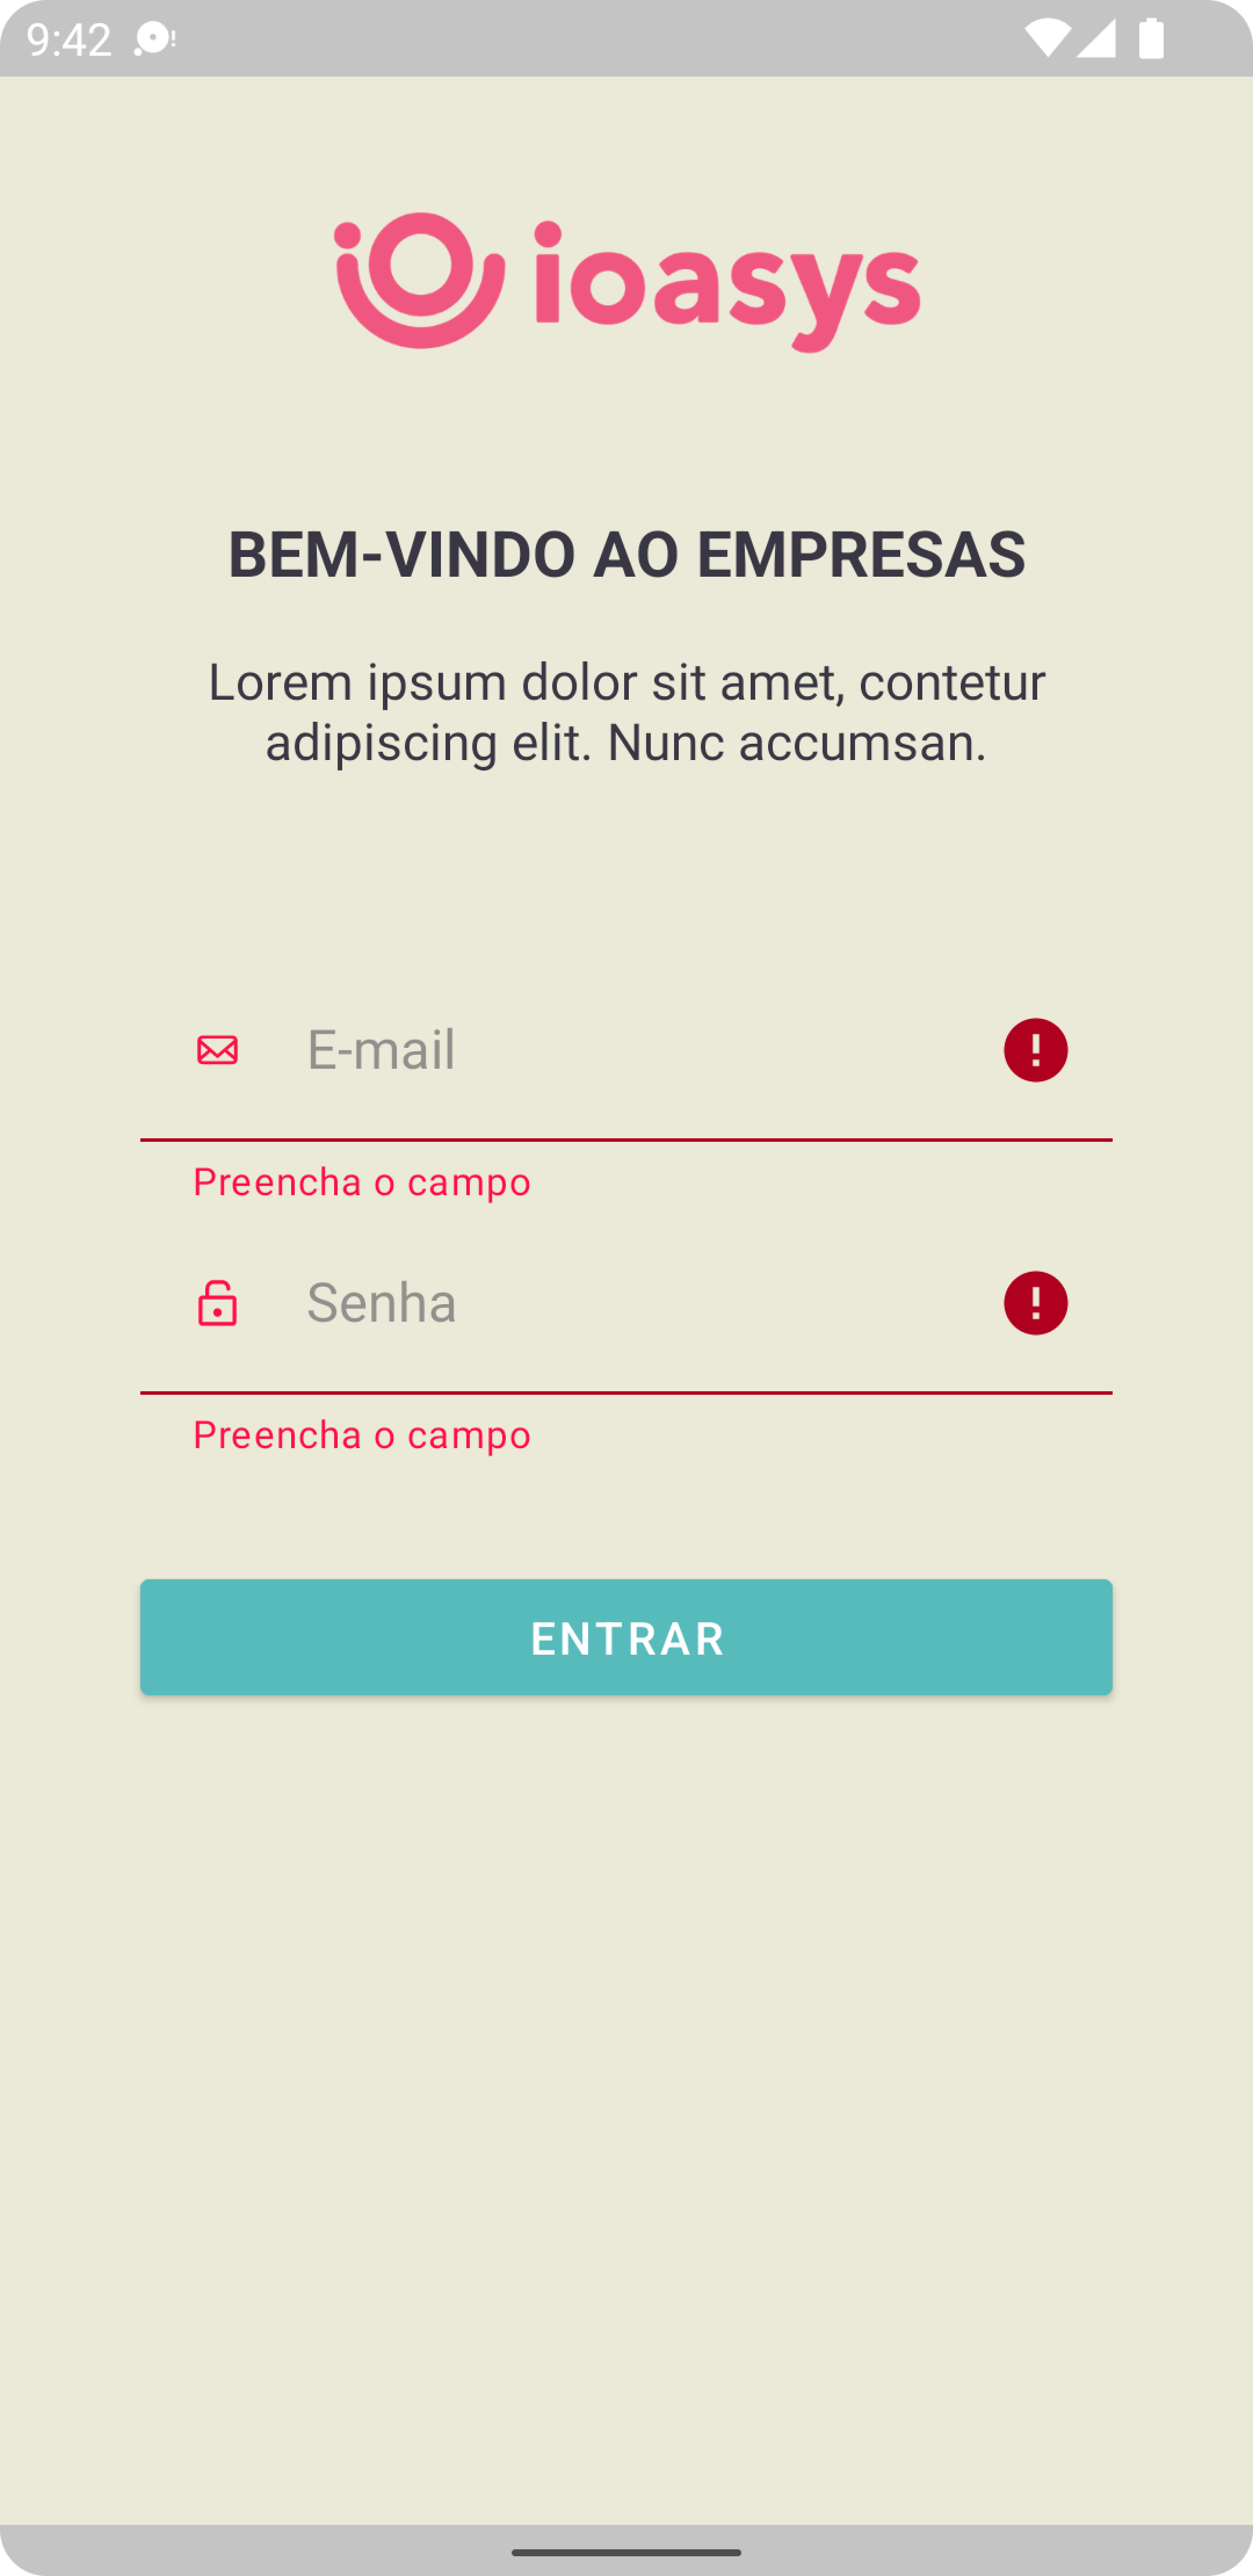 9:42
ioasys
BEM-VINDO AO EMPRESAS
Lorem ipsum dolor sit amet, contetur
adipiscing elit. Nunc accumsan.
E-mail
Preencha o campo
Senha
Preencha o campo
ENTRAR